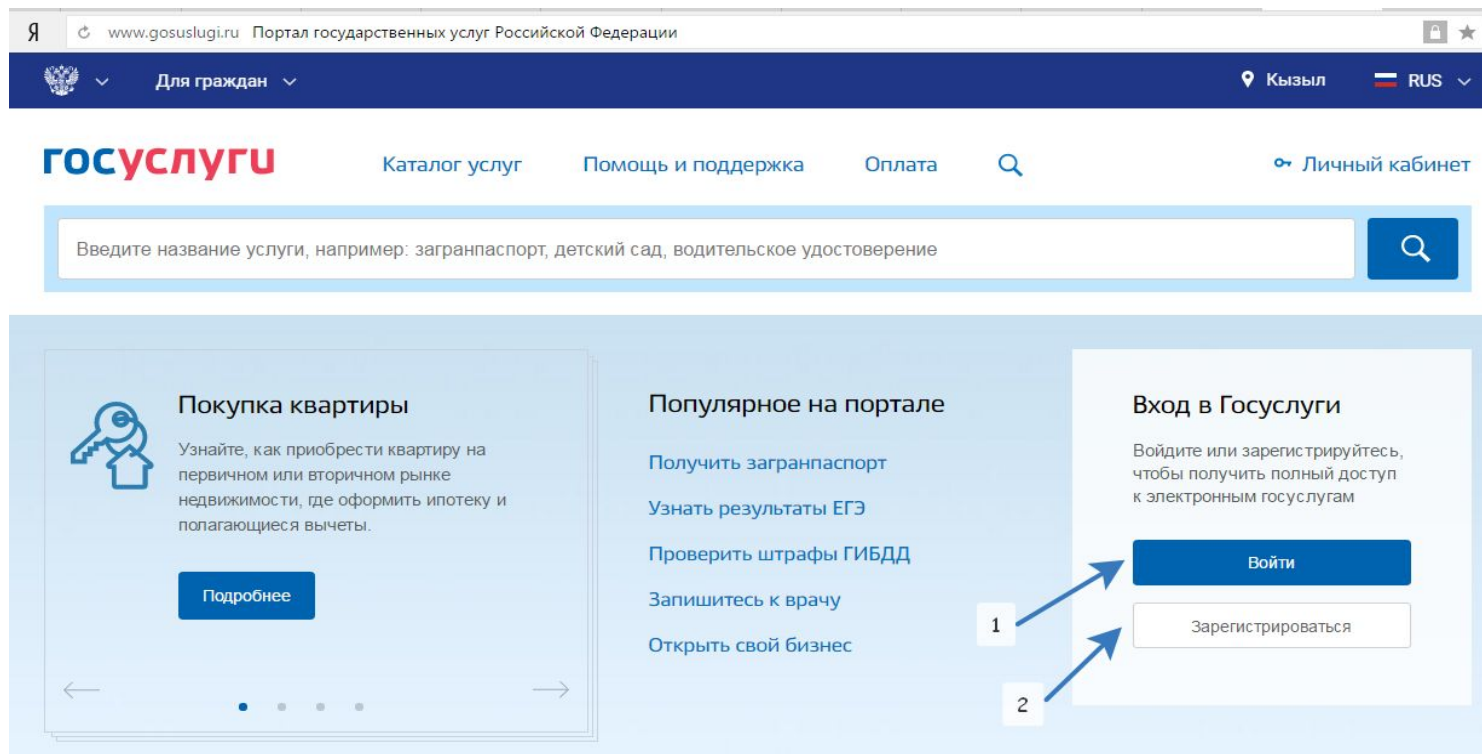 Я www.gosuslugi.ru Портал государственных услуг Российской Федерации
Для граждан Кызыл RUS
госуслуги Каталог услуг Помощь и поддержка Оплата Личный кабинет
Введите название услуги, например: загранпаспорт, детский сад, водительское удостоверение
Покупка квартиры
Узнайте, как приобрести квартиру на
первичном или вторичном рынке
недвижимости, где оформить ипотеку и
полагающиеся вычеты.
Подробнее
Популярное на портале
Получить загранпаспорт
Узнать результаты ЕГЭ
Проверить штрафы ГИБДД
Запишитесь к врачу
Открыть свой бизнес
Вход в Госуслуги
Войдите или зарегистрируйтесь,
чтобы получить полный доступ
к электронным госуслугам
Войти
1
Зарегистрироваться
2